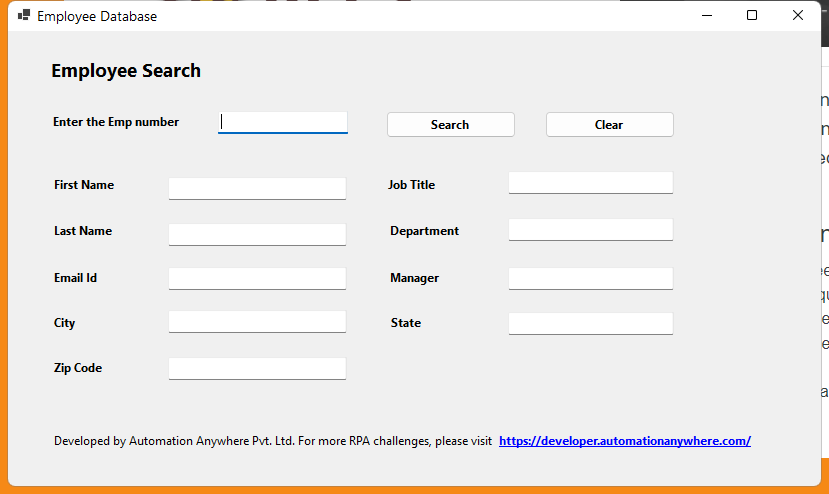 Employee Database
Employee Search
Enter the Emp number Search Clear
First Name Job Title
Last Name Department
Email Id Manager
City State
Zip Code
Developed by Automation Anywhere Pvt. Ltd. For more RPA challenges, please visit https://developer.automationanywhere.com/